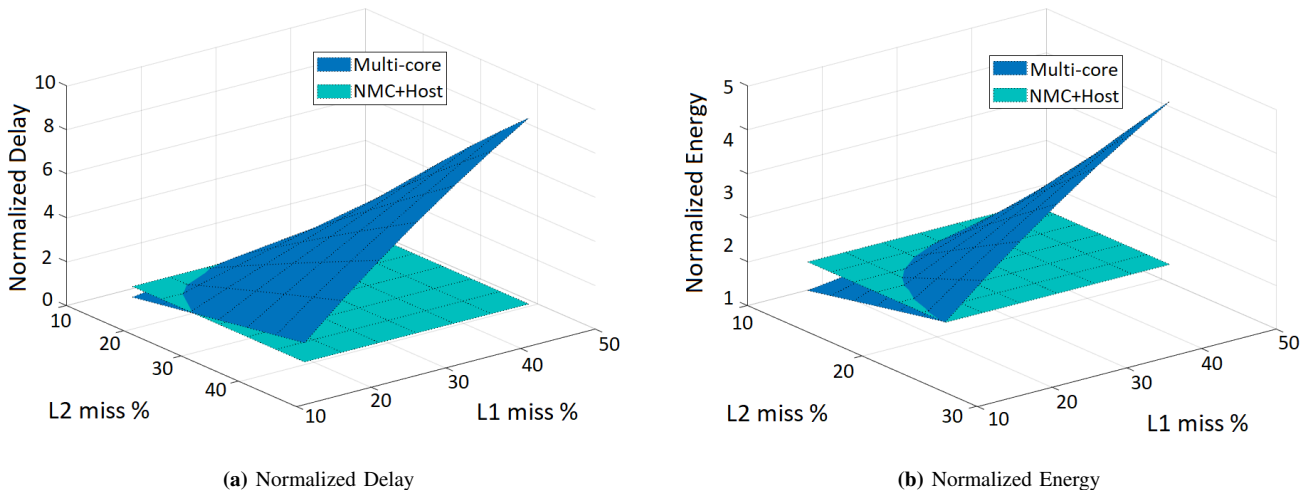 Multi-core
NMC+Host
Normalized Delay
10
8
6
4
2
0
10
20
30
40
L2 miss %
10
20
30
40
50
L1 miss %
(a) Normalized Delay
Multi-core
NMC+Host
Normalized Energy
5
4
3
2
1
10
20
30
L2 miss %
10
20
30
40
50
L1 miss %
(b) Normalized Energy